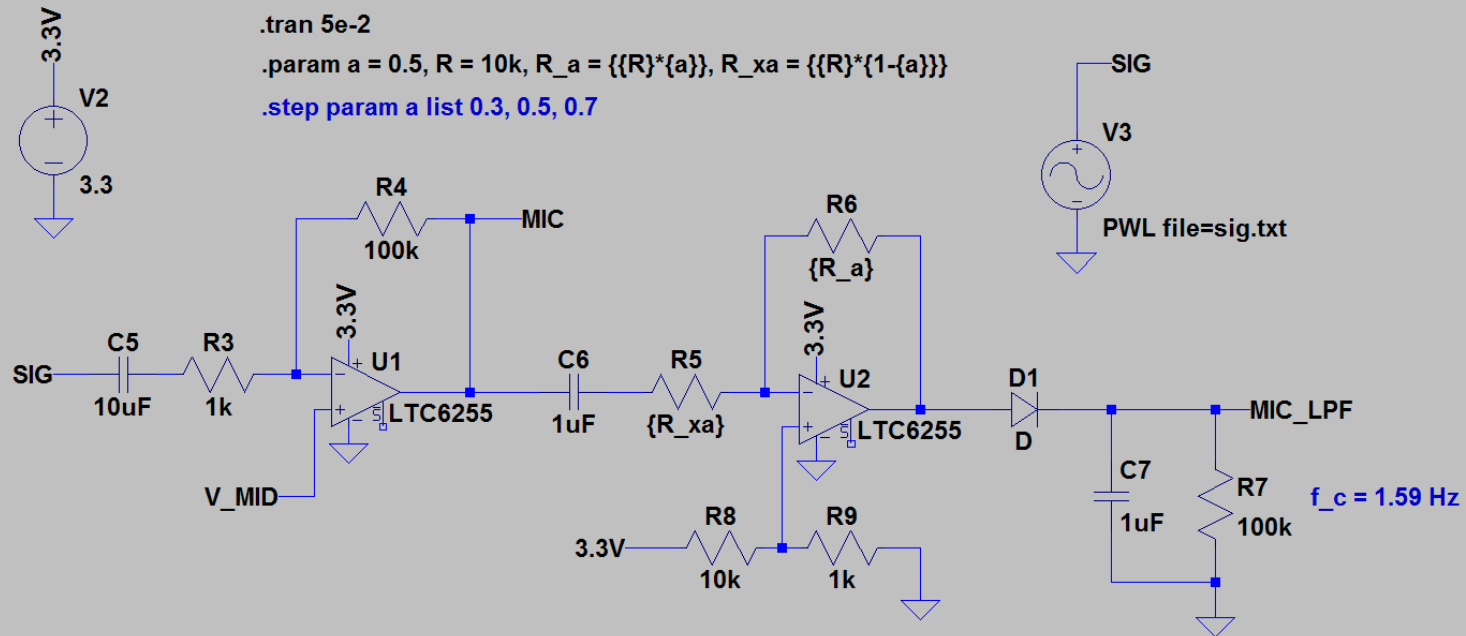 .tran 5e-2
.param a = 0.5, R = 10k, R_a = {{R}*{a}}, R_xa = {{R}*{1-{a}}}
.step param a list 0.3, 0.5, 0.7
3.3V
V2
3.3
SIG
V3
PWL file=sig.txt
R4
100k
MIC
R6
{R_a}
SIG
C5
10uF
R3
1k
3.3V
U1
LTC6255
V_MID
C6
1uF
R5
{R_xa}
3.3V
U2
LTC6255
D1
D
MIC_LPF
C7
1uF
R7
100k
f_c = 1.59 Hz
3.3V
R8
10k
R9
1k